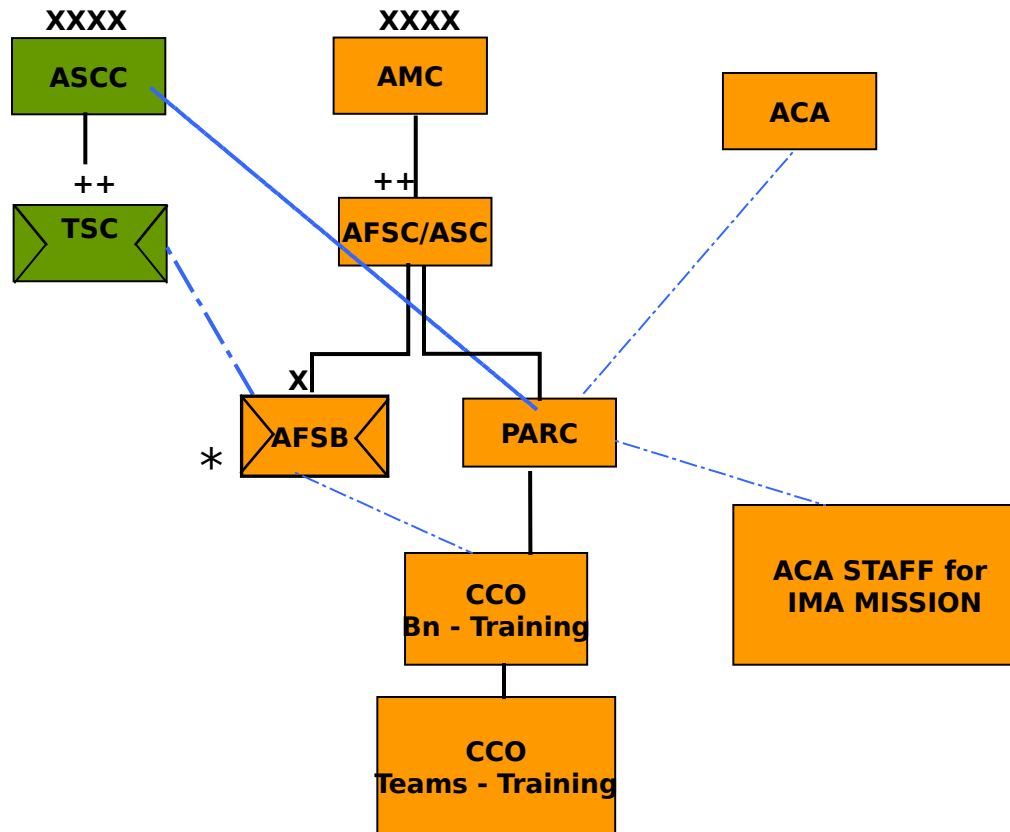 XXXX
XXXX
ASCC
AMC
ACA
++
++
TSC
AFSC/ASC
X
AFSB
PARC
*
ACA STAFF for
IMA MISSION
CCO
Bn - Training
CCO
Teams - Training